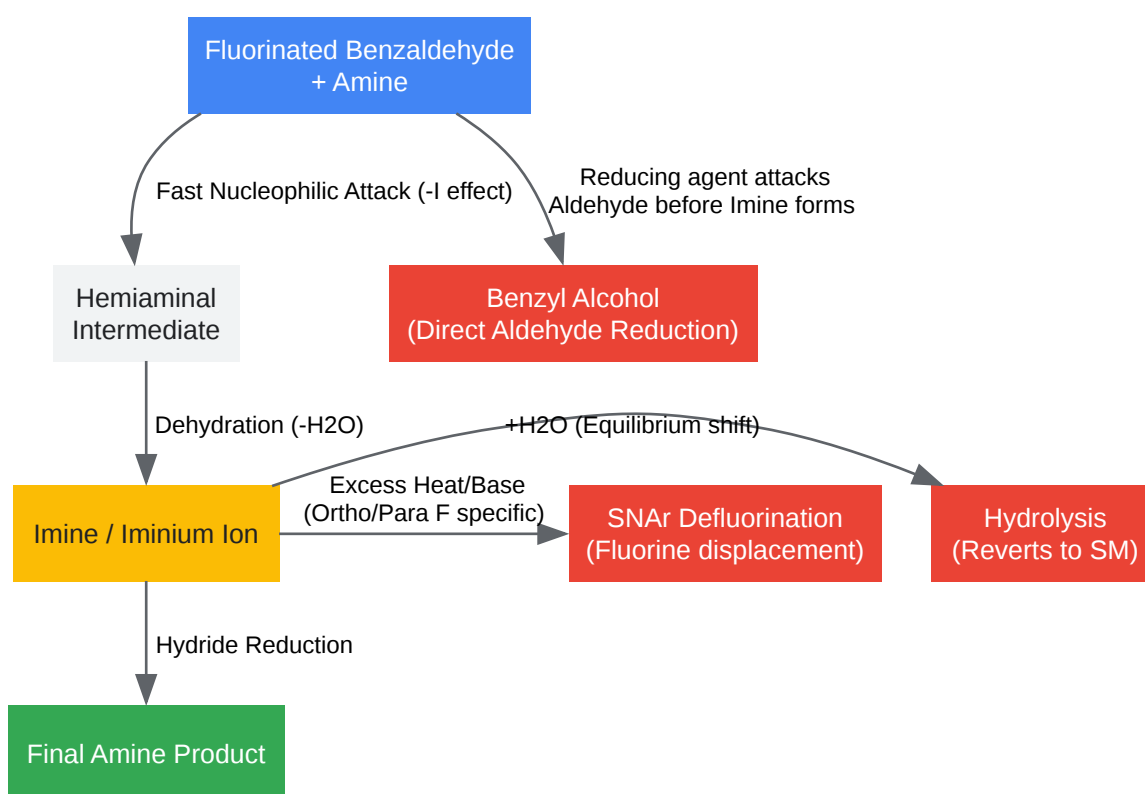 Fluorinated Benzaldehyde
+ Amine
Fast Nucleophilic Attack (-I effect)
Reducing agent attacks
Aldehyde before Imine forms
Hemiaminal
Intermediate
Benzyl Alcohol
(Direct Aldehyde Reduction)
Dehydration (-H2O)
+H2O (Equilibrium shift)
Excess Heat/Base
(Ortho/Para F specific)
Imine / Iminium Ion
SNAr Defluorination
(Fluorine displacement)
Hydrolysis
(Reverts to SM)
Hydride Reduction
Final Amine Product